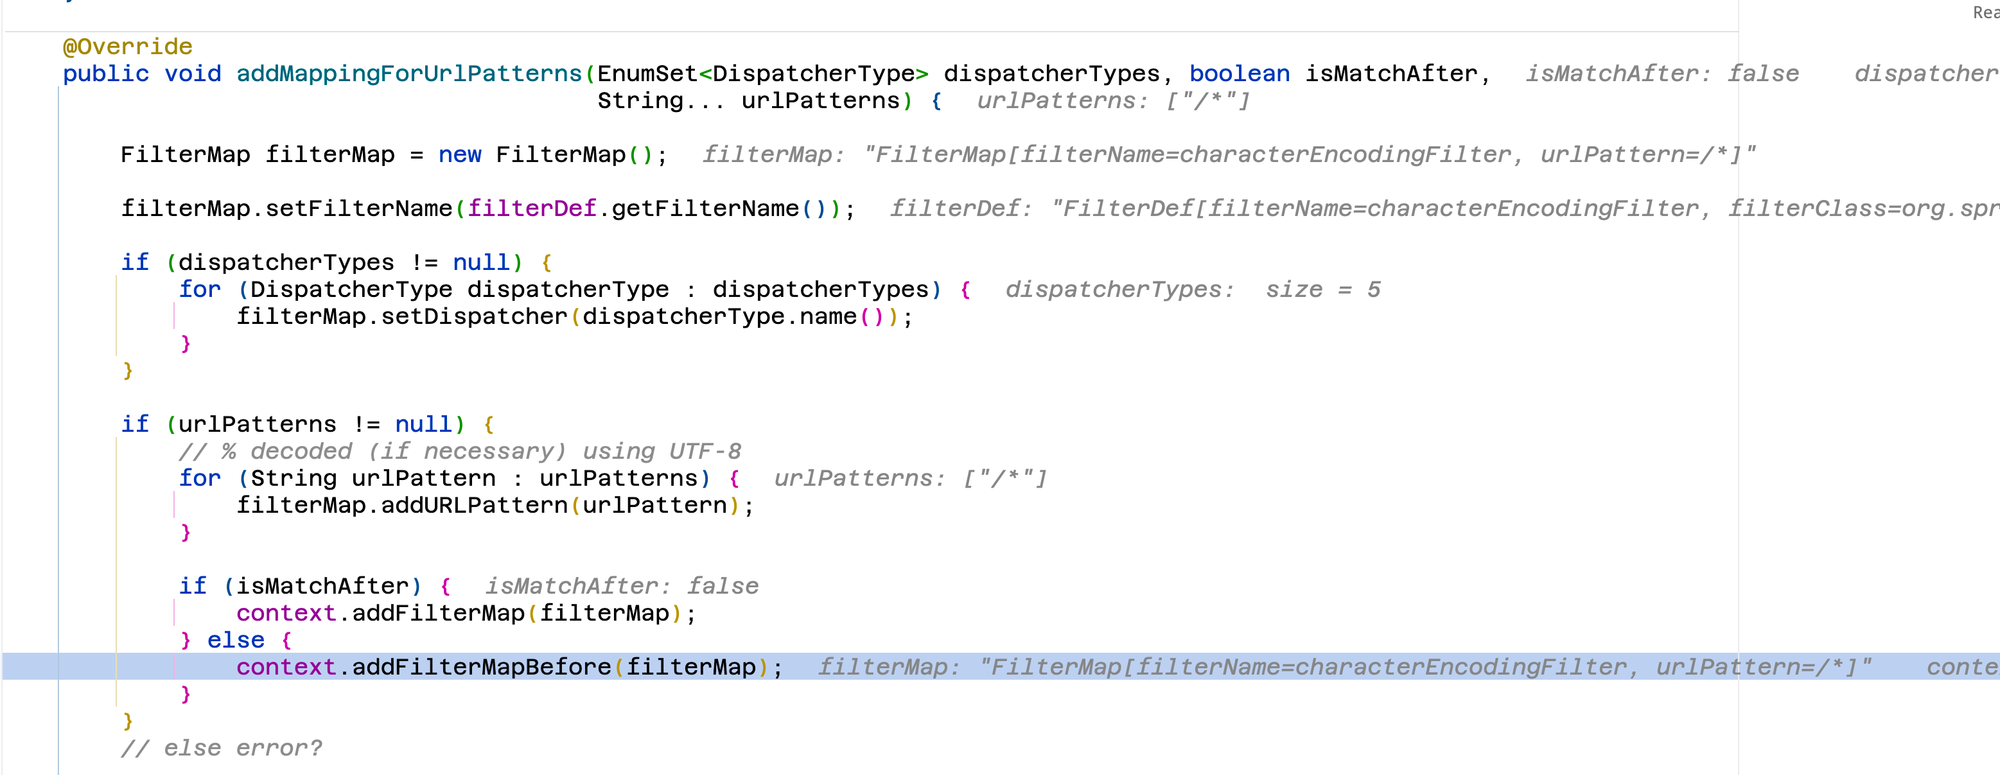 Rea
@Override
public void addMappingForUrlPatterns(EnumSet<DispatcherType> dispatcherTypes, boolean isMatchAfter,  isMatchAfter: false  dispatcher
String... urlPatterns) {  urlPatterns: ["/*"]
FilterMap filterMap = new FilterMap();  filterMap: "FilterMap[filterName=characterEncodingFilter, urlPattern=/*]"
filterMap.setFilterName(filterDef.getFilterName());  filterDef: "FilterDef[filterName=characterEncodingFilter, filterClass=org.spr
if (dispatcherTypes != null) {
for (DispatcherType dispatcherType : dispatcherTypes) {  dispatcherTypes:  size = 5
filterMap.setDispatcher(dispatcherType.name());
}
}
if (urlPatterns != null) {
// % decoded (if necessary) using UTF-8
for (String urlPattern : urlPatterns) {  urlPatterns: ["/*"]
filterMap.addURLPattern(urlPattern);
}
if (isMatchAfter) {  isMatchAfter: false
context.addFilterMap(filterMap);
} else {
context.addFilterMapBefore(filterMap);  filterMap: "FilterMap[filterName=characterEncodingFilter, urlPattern=/*]"  conte
}
}
// else error?